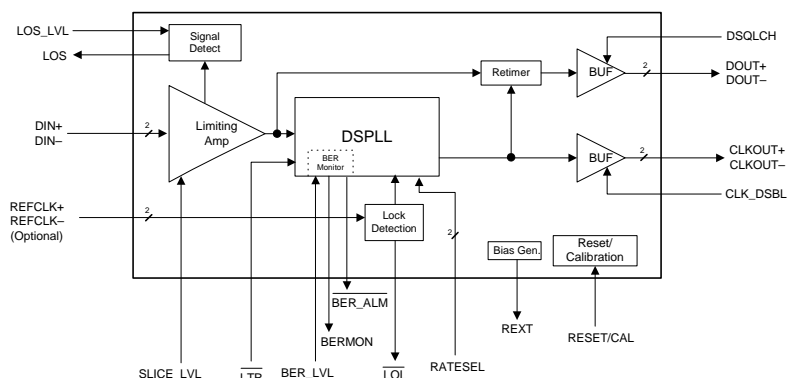 LOS_LVL
LOS
Signal
Detect
DSQLCH
Retimer
BUF
2
DOUT+
DOUT–
DIN+
DIN–
2
Limiting
Amp
DSPLL
BER
Monitor
BUF
2
CLKOUT+
CLKOUT–
CLK_DSBL
REFCLK+
REFCLK–
(Optional)
2
Lock
Detection
2
Bias Gen.
Reset/
Calibration
BER_ALM
BERMON
REXT
RESET/CAL
SLICE_LVL
LTR
BER_LVL
LOL
RATESEL